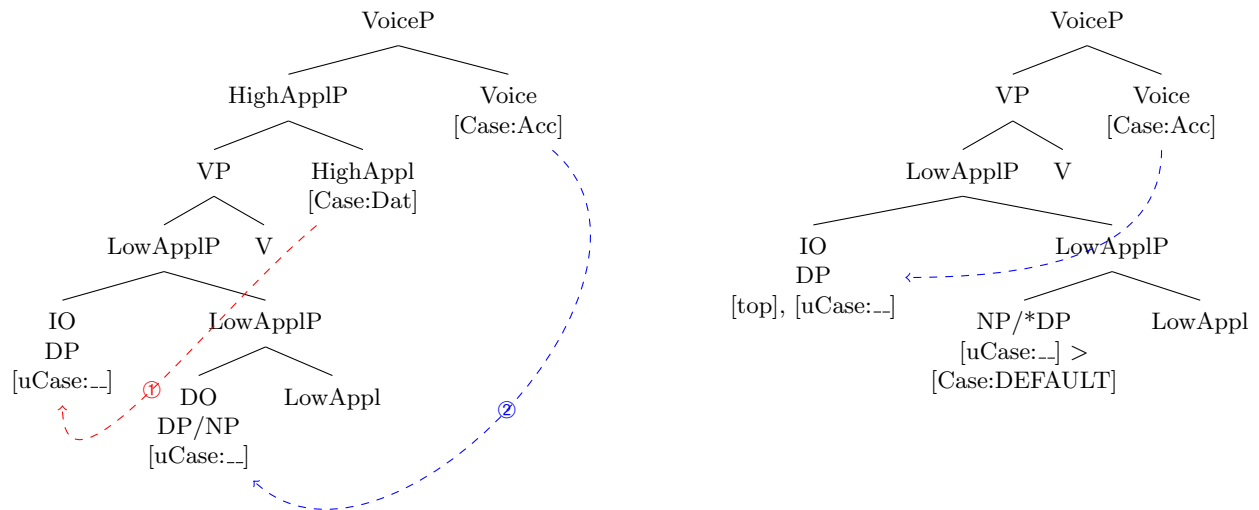 VoiceP
HighApplP
Voice
[Case:Acc]
VP
HighAppl
[Case:Dat]
LowApplP
V
IO
DP
[uCase:__]
LowApplP
①
DO
DP/NP
[uCase:__]
LowAppl
②
VoiceP
VP
Voice
[Case:Acc]
LowApplP
V
IO
DP
[top], [uCase:__]
LowApplP
NP/*DP
[uCase:__] >
[Case:DEFAULT]
LowAppl